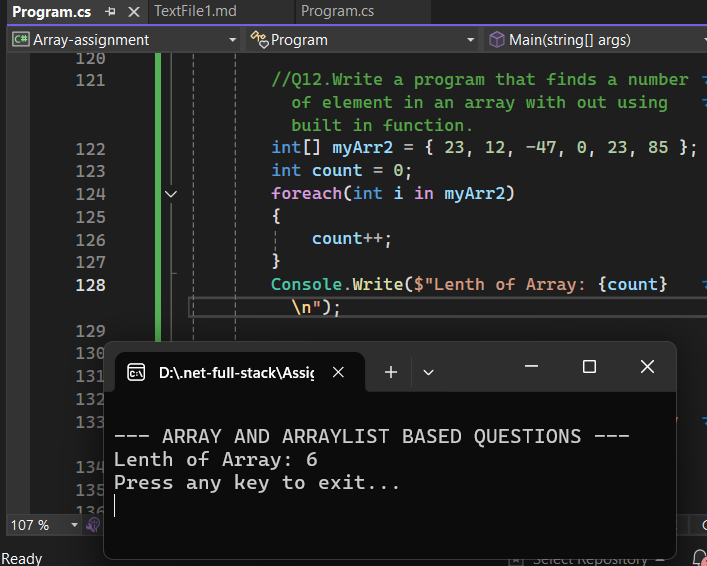 Program.cs TextFile1.md Program.cs
C# Array-assignment Program Main(string[] args)
120
121 //Q12.Write a program that finds a number
of element in an array with out using
built in function.
122 int[] myArr2 = { 23, 12, -47, 0, 23, 85 };
123 int count = 0;
124 foreach(int i in myArr2)
125 {
126 count++;
127 }
128 Console.Write($"Lenth of Array: {count}
\n");
129
130
131
132
133
134
135
136
D:\.net-full-stack\Assig
--- ARRAY AND ARRAYLIST BASED QUESTIONS ---
Lenth of Array: 6
Press any key to exit...
107 %
Ready Select Repository